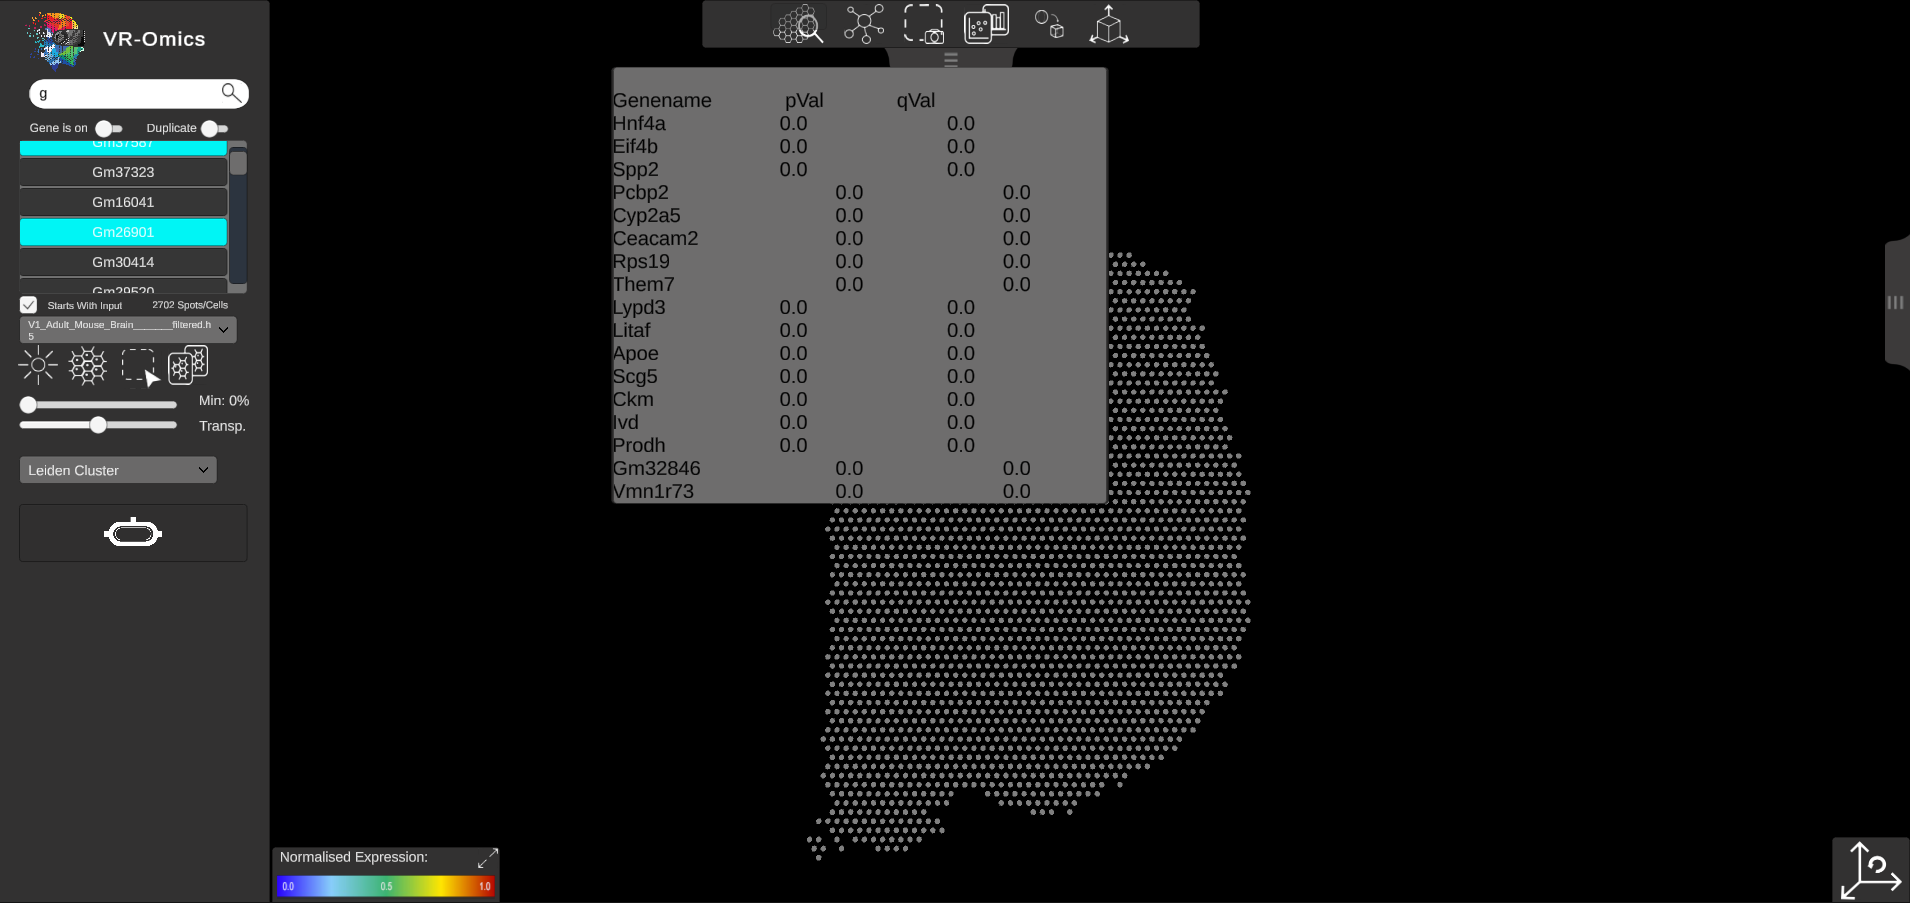 VR-Omics
g
Gene is on Duplicate
Gm37587
Gm37323
Gm16041
Gm26901
Gm30414
Gm29520
Starts With Input 2702 Spots/Cells
V1_Adult_Mouse_Brain_______filtered.h
5
Min: 0%
Transp.
Leiden Cluster
Genename pVal qVal
Hnf4a 0.0 0.0
Eif4b 0.0 0.0
Spp2 0.0 0.0
Pcbp2 0.0 0.0
Cyp2a5 0.0 0.0
Ceacam2 0.0 0.0
Rps19 0.0 0.0
Them7 0.0 0.0
Lypd3 0.0 0.0
Litaf 0.0 0.0
Apoe 0.0 0.0
Scg5 0.0 0.0
Ckm 0.0 0.0
Ivd 0.0 0.0
Prodh 0.0 0.0
Gm32846 0.0 0.0
Vmn1r73 0.0 0.0
Normalised Expression:
0.0 0.5 1.0